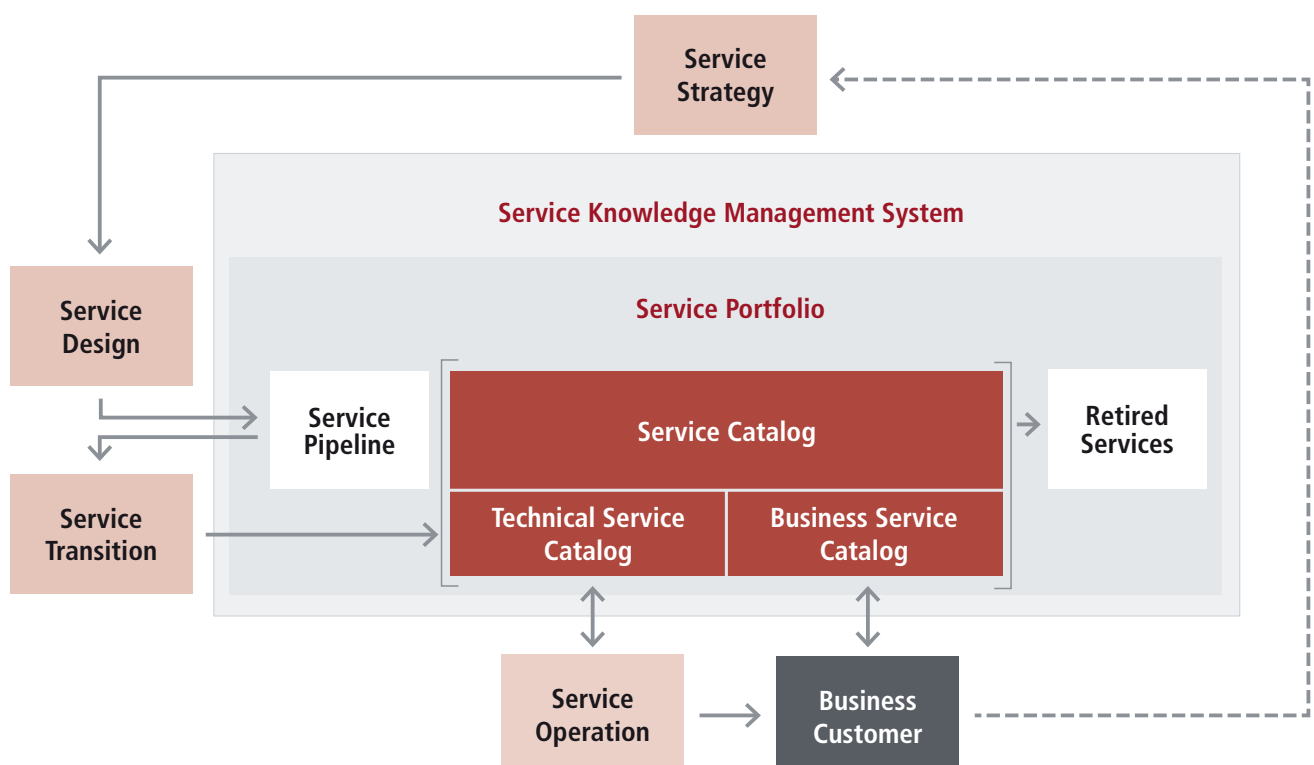 Service
Strategy
Service Knowledge Management System
Service
Design
Service Portfolio
Service
Pipeline
Service Catalog
Retired
Services
Service
Transition
Technical Service
Catalog
Business Service
Catalog
Service
Operation
Business
Customer